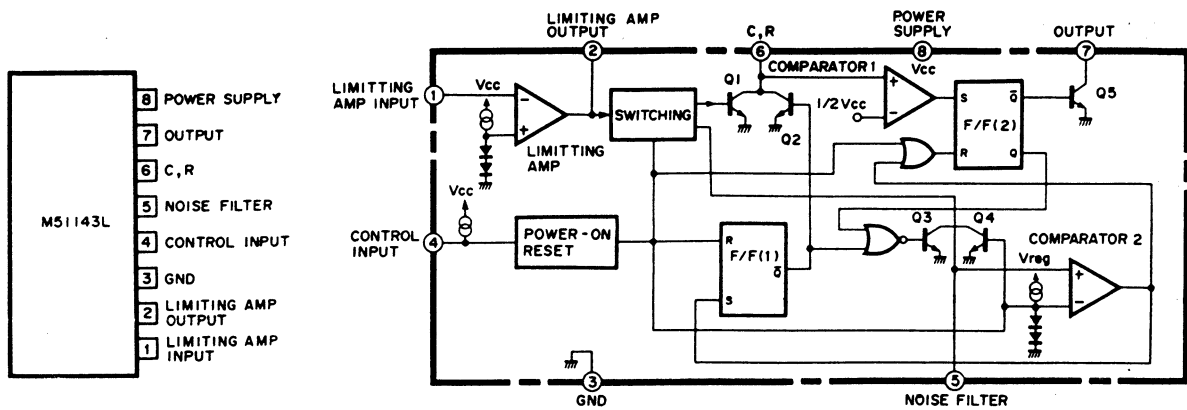 M51143L
8 POWER SUPPLY
7 OUTPUT
6 C,R
5 NOISE FILTER
4 CONTROL INPUT
3 GND
2 LIMITING AMP
OUTPUT
1 LIMITING AMP
INPUT
LIMITING AMP
OUTPUT
2
C,R
6
POWER
SUPPLY
8
OUTPUT
7
LIMITTING
AMP INPUT
1
Vcc
-
+
LIMITTING
AMP
SWITCHING
Q1
Q2
COMPARATOR 1
Vcc
+
-
1/2Vcc
S
Q̅
F/F(2)
R
Q
Q5
CONTROL
INPUT
4
Vcc
POWER-ON
RESET
R
F/F(1)
Q̅
S
Q3
Q4
COMPARATOR 2
Vreg
+
-
3
GND
5
NOISE FILTER